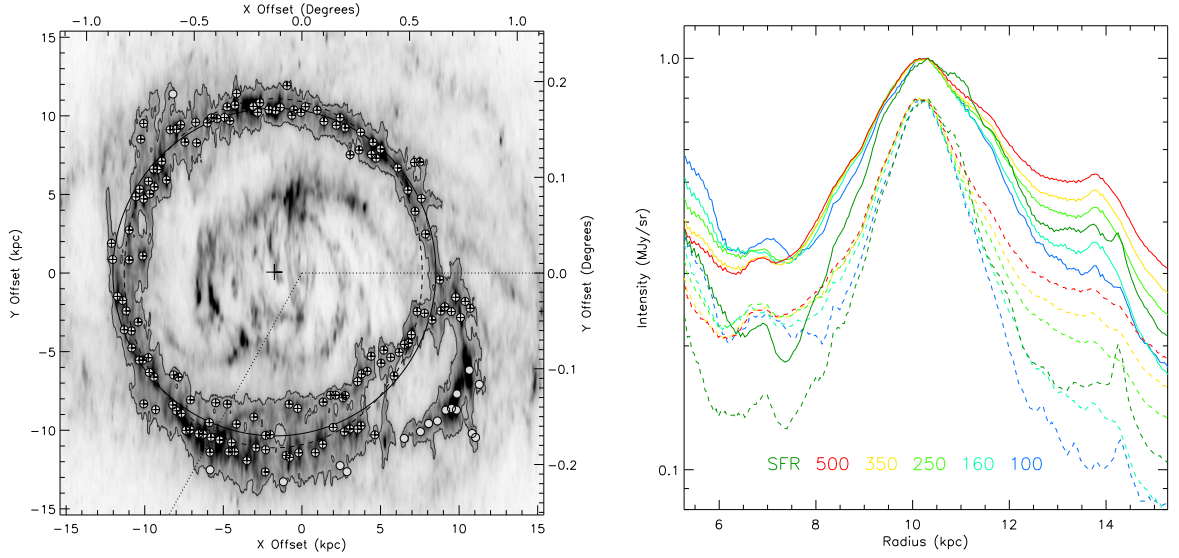 X Offset (Degrees)
−1.0 −0.5 0.0 0.5 1.0
15
10
5
0
−5
−10
−15
Y Offset (kpc)
0.2
0.1
0.0
−0.1
−0.2
Y Offset (Degrees)
−15 −10 −5 0 5 10 15
X Offset (kpc)
1.0
0.1
Intensity (MJy/sr)
SFR 500 350 250 160 100
6 8 10 12 14
Radius (kpc)